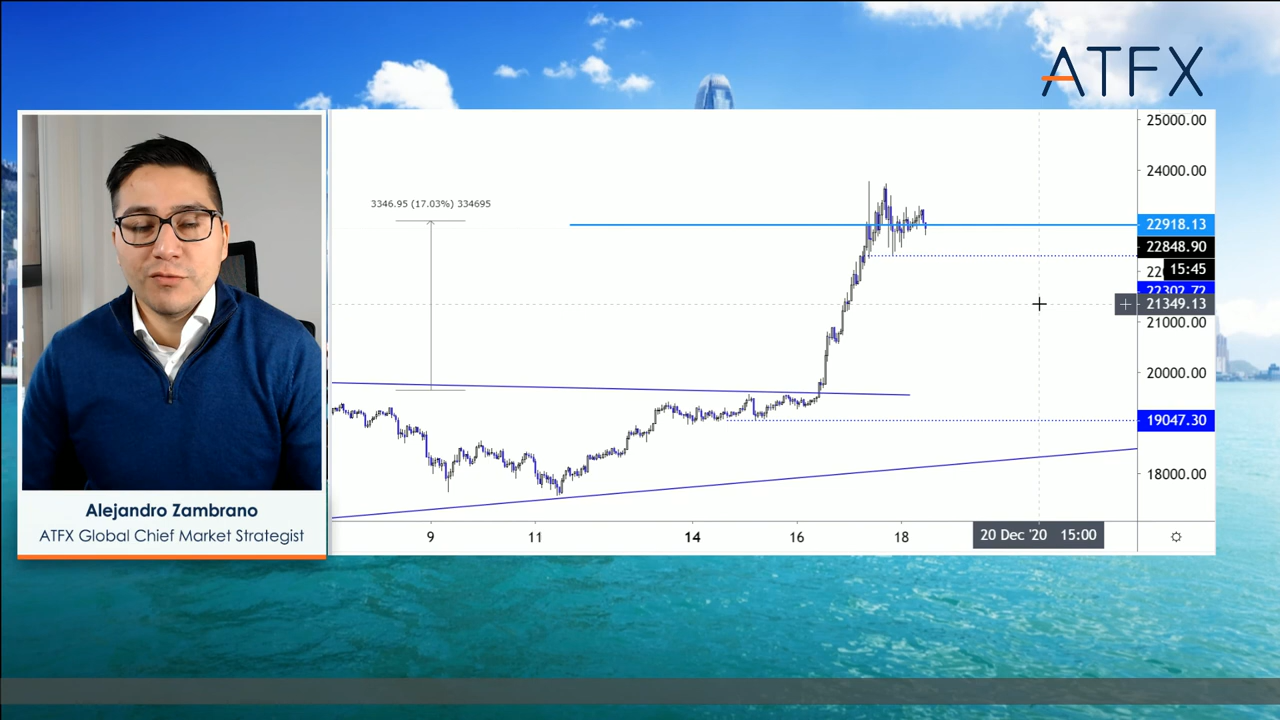 ATFX
25000.00
24000.00
3346.95 (17.03%) 334695
22918.13
22848.90
15:45
22302.72
21349.13
21000.00
20000.00
19047.30
18000.00
9 11 14 16 18 20 Dec '20 15:00
Alejandro Zambrano
ATFX Global Chief Market Strategist